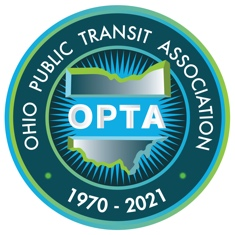 OHIO PUBLIC TRANSIT ASSOCIATION
OPTA
1970 - 2021